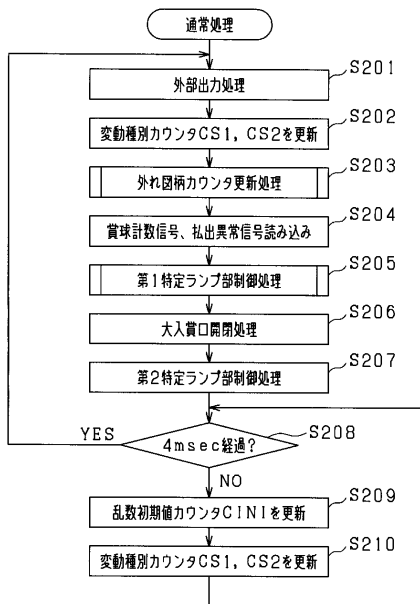 通常処理
S201
外部出力処理
S202
変動種別カウンタCS1,CS2を更新
S203
外れ図柄カウンタ更新処理
S204
賞球計数信号、払出異常信号読み込み
S205
第1特定ランプ部制御処理
S206
大入賞口開閉処理
S207
第2特定ランプ部制御処理
S208
YES
4msec経過?
NO
S209
乱数初期値カウンタCINIを更新
S210
変動種別カウンタCS1,CS2を更新